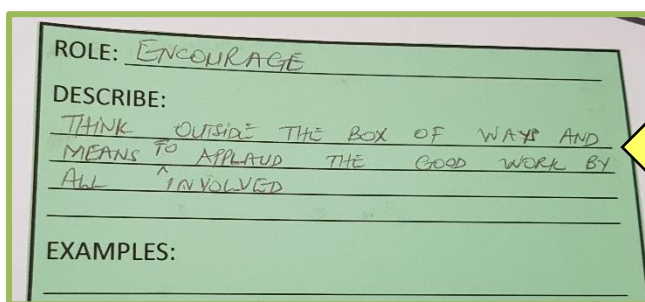 ROLE: ENCOURAGE
DESCRIBE:
THINK OUTSIDE THE BOX OF WAYS AND
MEANS TO APPLAUD THE GOOD WORK BY
ALL INVOLVED
EXAMPLES: